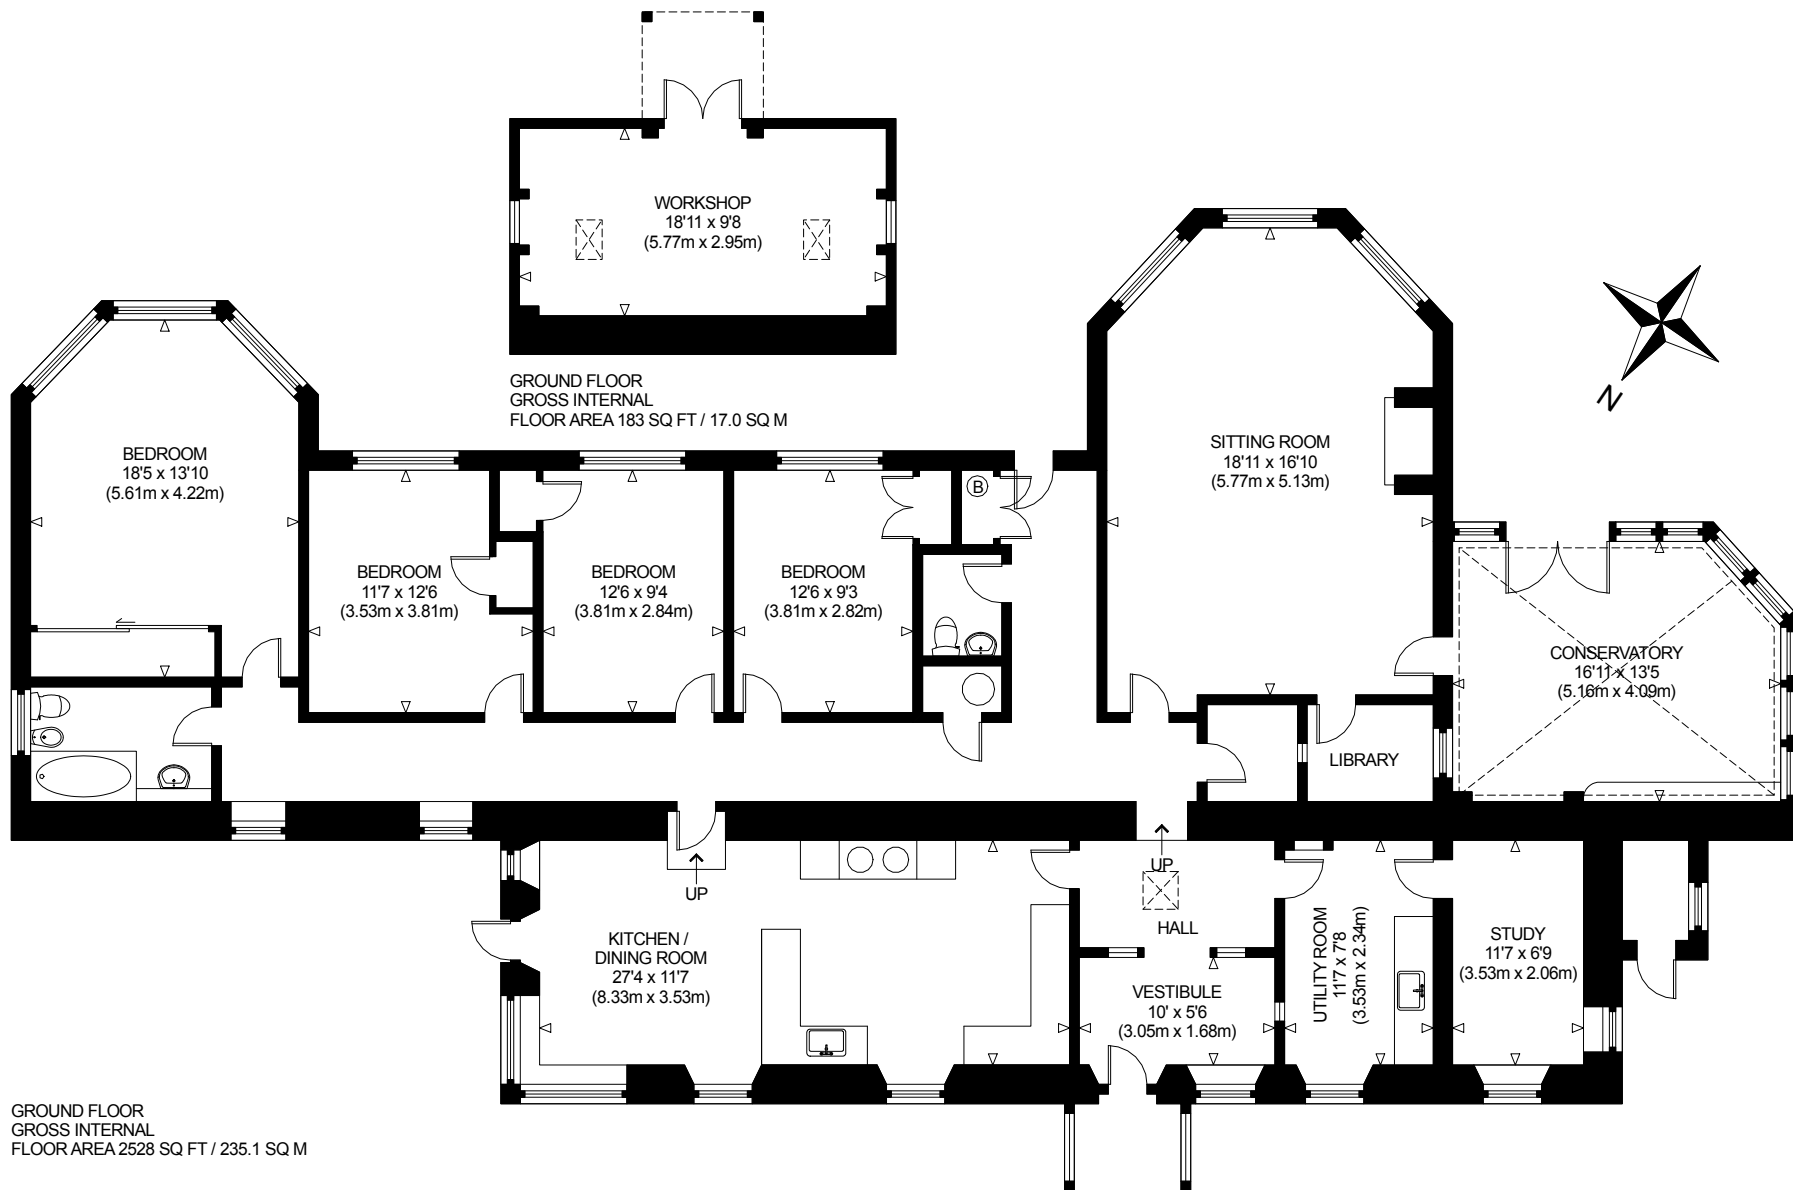 WORKSHOP
18'11 x 9'8
(5.77m x 2.95m)
GROUND FLOOR
GROSS INTERNAL
FLOOR AREA 183 SQ FT / 17.0 SQ M
N
BEDROOM
18'5 x 13'10
(5.61m x 4.22m)
BEDROOM
11'7 x 12'6
(3.53m x 3.81m)
BEDROOM
12'6 x 9'4
(3.81m x 2.84m)
BEDROOM
12'6 x 9'3
(3.81m x 2.82m)
B
SITTING ROOM
18'11 x 16'10
(5.77m x 5.13m)
CONSERVATORY
16'11 x 13'5
(5.16m x 4.09m)
LIBRARY
UP
UP
HALL
KITCHEN /
DINING ROOM
27'4 x 11'7
(8.33m x 3.53m)
VESTIBULE
10' x 5'6
(3.05m x 1.68m)
UTILITY ROOM
11'7 x 7'8
(3.53m x 2.34m)
STUDY
11'7 x 6'9
(3.53m x 2.06m)
GROUND FLOOR
GROSS INTERNAL
FLOOR AREA 2528 SQ FT / 235.1 SQ M